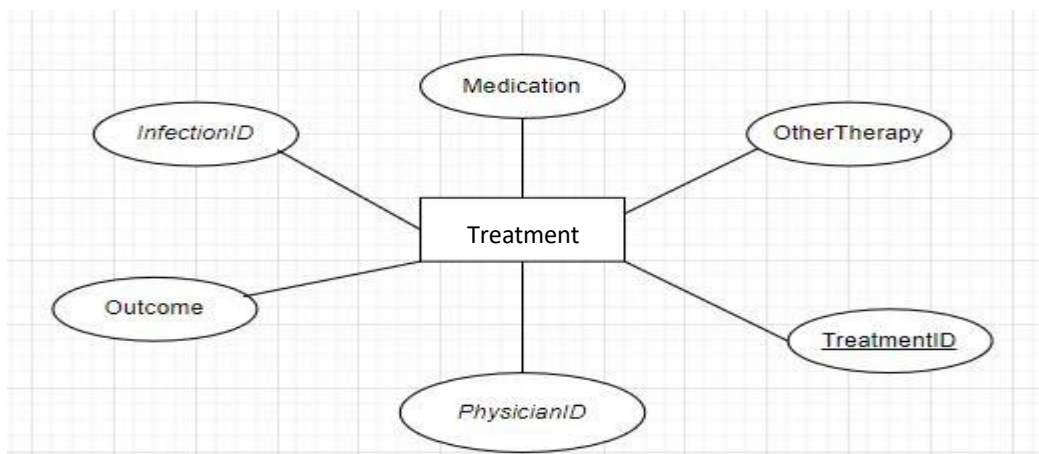 Medication
InfectionID
OtherTherapy
Treatment
Outcome
TreatmentID
PhysicianID